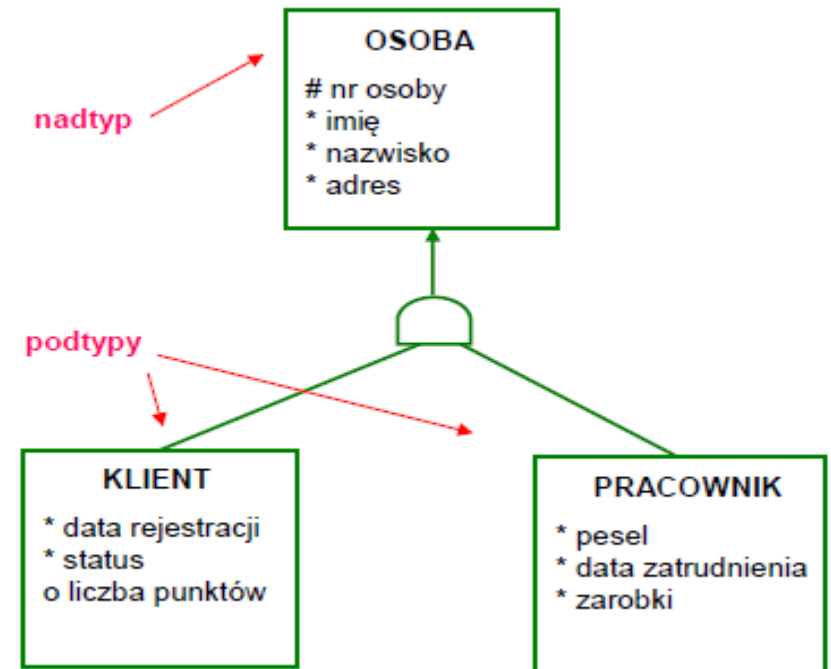 OSOBA
# nr osoby
* imię
* nazwisko
* adres
nadtyp
podtypy
KLIENT
* data rejestracji
* status
o liczba punktów
PRACOWNIK
* pesel
* data zatrudnienia
* zarobki